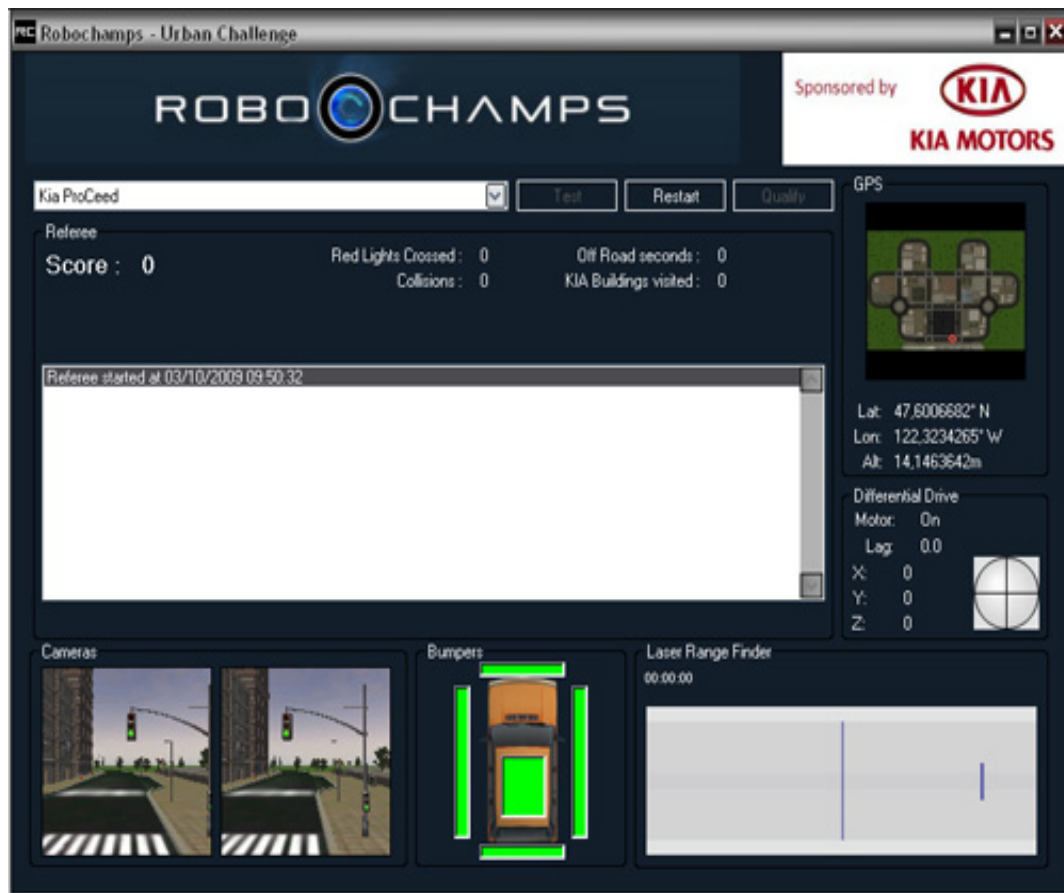 RC Robochamps - Urban Challenge
ROBOCHAMPS
Sponsored by
KIA
KIA MOTORS
Kia ProCeed
Test
Restart
Qualify
GPS
Referee
Score : 0
Red Lights Crossed : 0
Off Road seconds : 0
Collisions : 0
KIA Buildings visited : 0
Referee started at 03/10/2009 09:50:32
Lat: 47,6006682° N
Lon: 122,3234265° W
Alt: 14,1463642m
Differential Drive
Motor: On
Lag: 0.0
X: 0
Y: 0
Z: 0
Cameras
Bumpers
Laser Range Finder
00:00:00